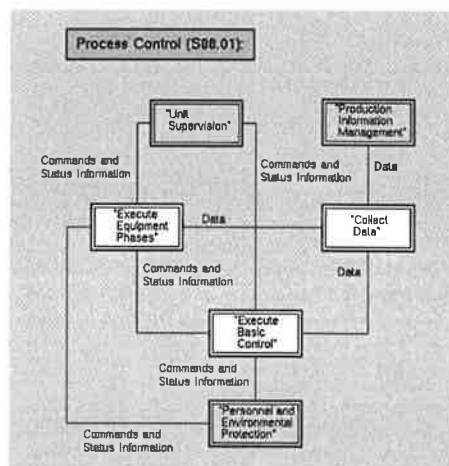 Process Control (S88.01):
"Unit
Supervision"
"Production
Information
Management"
Commands and
Status Information
Commands and
Status Information
Data
"Execute
Equipment
Phases"
Data
"Collect
Data"
Commands and
Status Information
Data
"Execute
Basic
Control"
Commands and
Status Information
"Personnel and
Environmental
Protection"
Commands and
Status Information